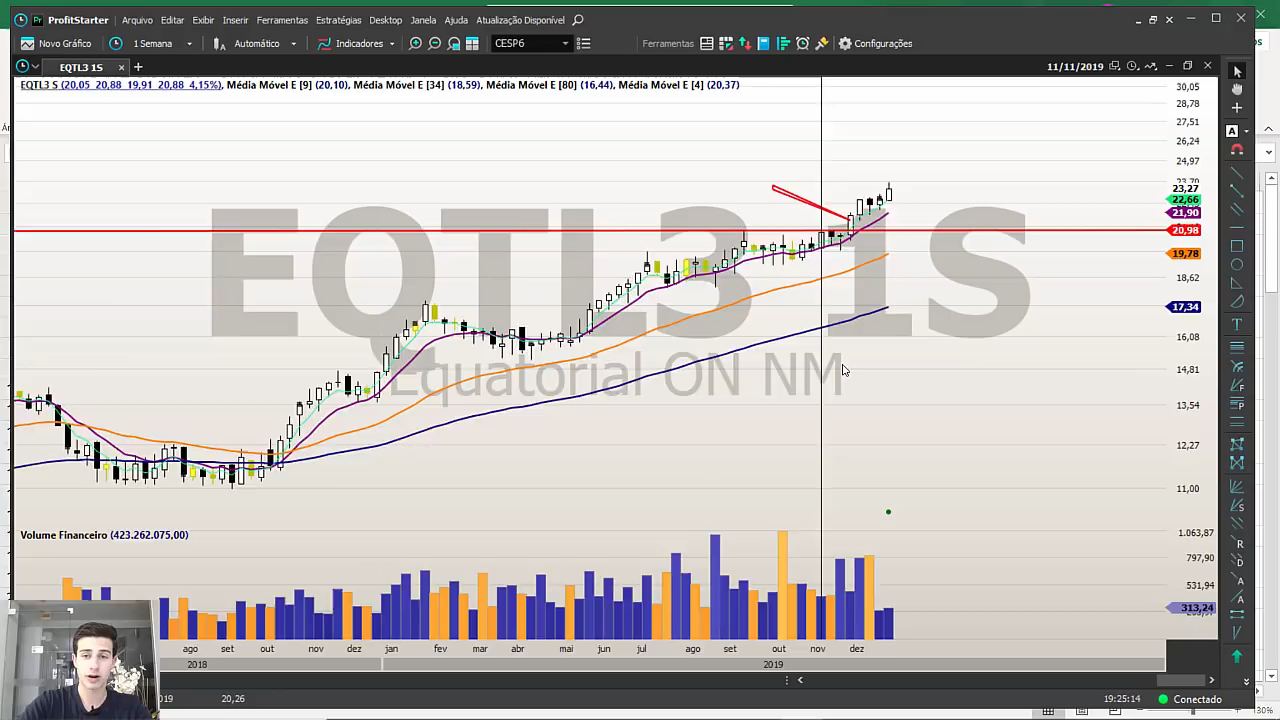 ProfitStarter Arquivo Editar Exibir Inserir Ferramentas Estratégias Desktop Janela Ajuda Atualização Disponível
Novo Gráfico 1 Semana Automático Indicadores CESP6 Ferramentas Configurações
EQTL3 1S
11/11/2019
EQTL3 S (20,05 20,88 19,91 20,88 4,15%), Média Móvel E [9] (20,10), Média Móvel E [34] (18,59), Média Móvel E [80] (16,44), Média Móvel E [4] (20,37)
30,05
28,78
27,51
26,24
24,97
23,70
23,27
22,66
21,90
20,98
19,78
18,62
17,34
16,08
14,81
13,54
12,27
11,00
EQTL3 1S
Equatorial ON NM
Volume Financeiro (423.262.075,00)
1.063,87
797,90
531,94
313,24
ago set out nov dez jan fev mar abr mai jun jul ago set out nov dez
2018 2019
20,26
19:25:14 Conectado